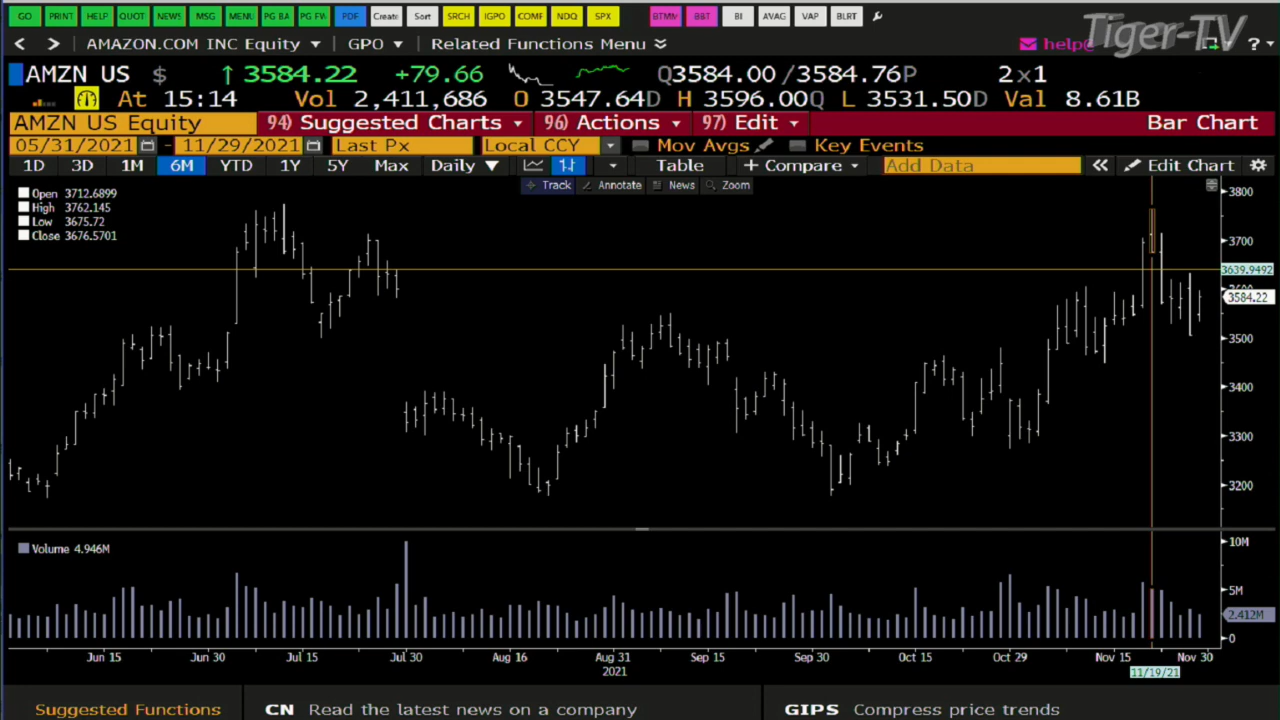 GO PRINT HELP QUOT NEWS MSG MENU PG BA PG FW PDF Create Sort SRCH IGPO COMF NDQ SPX BTMM BBT BI AVAG VAP BLRT
AMAZON.COM INC Equity GPO Related Functions Menu help Tiger-TV ?
AMZN US $ ↑ 3584.22 +79.66 Q3584.00 /3584.76P 2x1
At 15:14 Vol 2,411,686 O 3547.64D H 3596.00Q L 3531.50D Val 8.61B
AMZN US Equity 94) Suggested Charts 96) Actions 97) Edit Bar Chart
05/31/2021 - 11/29/2021 Last Px Local CCY Mov Avgs Key Events
1D 3D 1M 6M YTD 1Y 5Y Max Daily ▼ Table + Compare Add Data « Edit Chart
Track Annotate News Zoom
Open 3712.6899
High 3762.145
Low 3675.72
Close 3676.5701
3800
3700
3639.9492
3600
3584.22
3500
3400
3300
3200
Volume 4.946M
10M
5M
2.412M
0
Jun 15 Jun 30 Jul 15 Jul 30 Aug 16 Aug 31 Sep 15 Sep 30 Oct 15 Oct 29 Nov 15 Nov 30
2021 11/19/21
Suggested Functions CN Read the latest news on a company GIPS Compress price trends